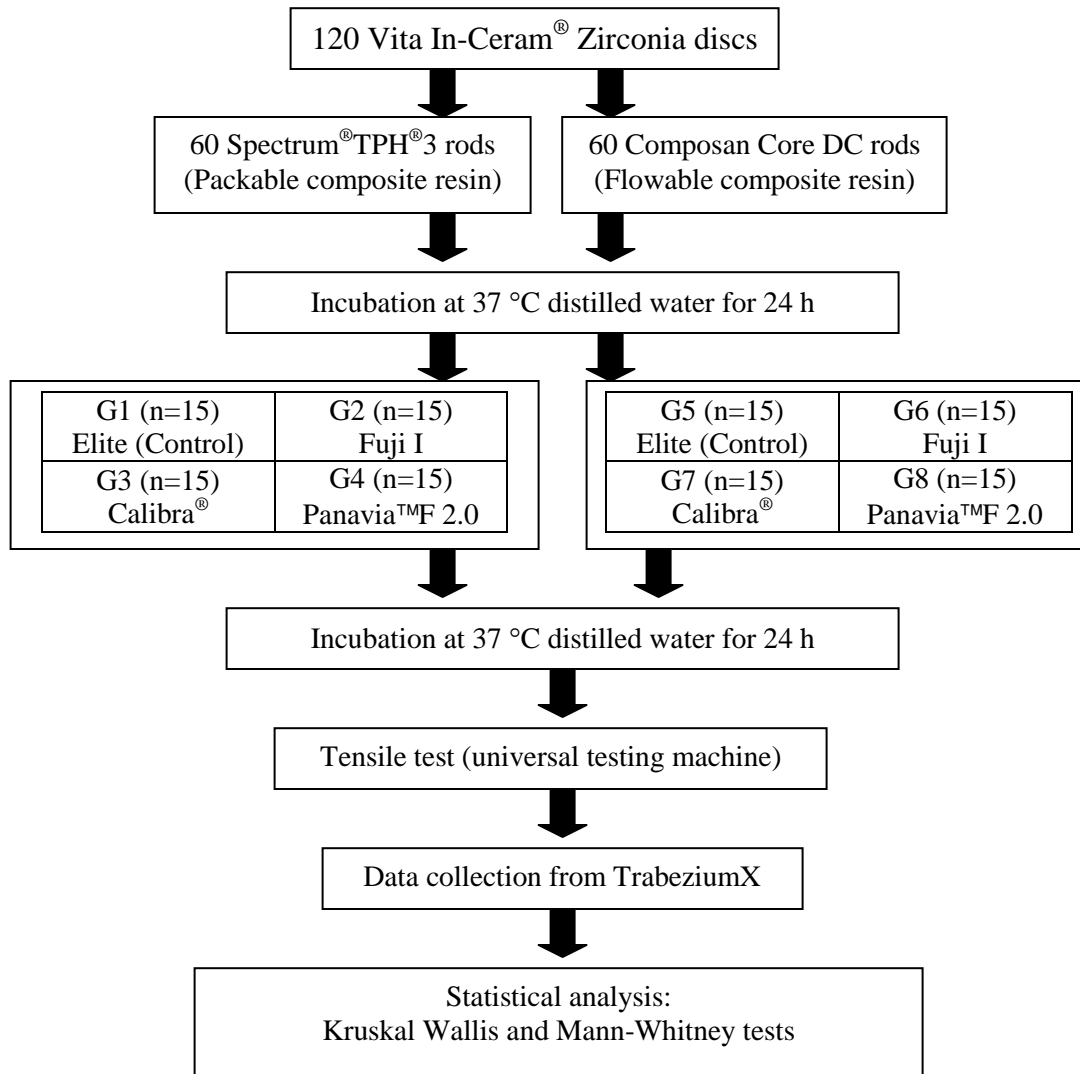 120 Vita In-Ceram® Zirconia discs
60 Spectrum®TPH®3 rods
(Packable composite resin)
60 Composan Core DC rods
(Flowable composite resin)
Incubation at 37 °C distilled water for 24 h
G1 (n=15)
Elite (Control)
G2 (n=15)
Fuji I
G3 (n=15)
Calibra®
G4 (n=15)
Panavia™F 2.0
G5 (n=15)
Elite (Control)
G6 (n=15)
Fuji I
G7 (n=15)
Calibra®
G8 (n=15)
Panavia™F 2.0
Incubation at 37 °C distilled water for 24 h
Tensile test (universal testing machine)
Data collection from TrabeziumX
Statistical analysis:
Kruskal Wallis and Mann-Whitney tests